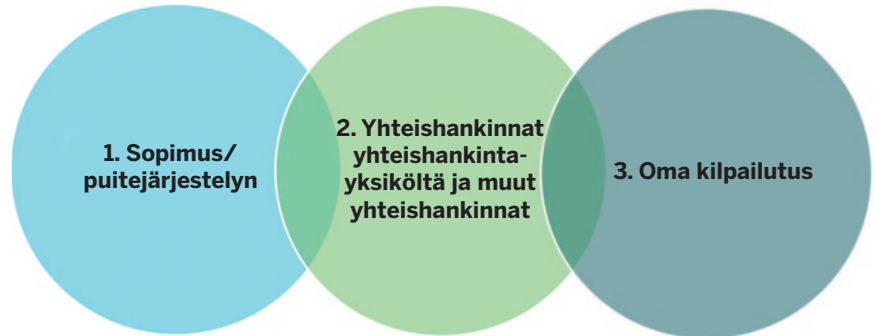 1. Sopimus/
puitejärjestelyn
2. Yhteishankinnat
yhteishankinta-
yksiköltä ja muut
yhteishankinnat
3. Oma kilpailutus